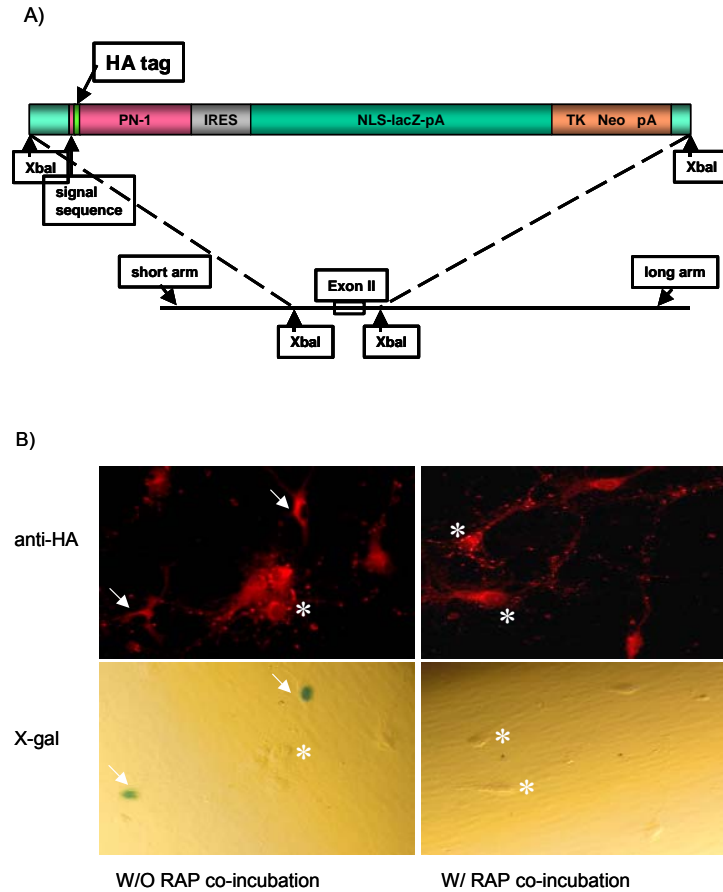 A)
HA tag
PN-1 IRES NLS-lacZ-pA TK Neo pA
XbaI XbaI
signal
sequence
short arm long arm
Exon II
XbaI XbaI
B)
anti-HA
*
*
*
X-gal
*
*
*
W/O RAP co-incubation W/ RAP co-incubation